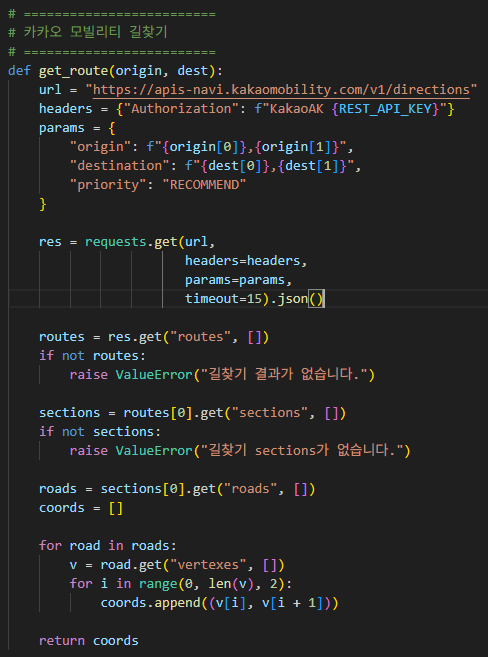 # =========================
# 카카오 모빌리티 길찾기
# =========================
def get_route(origin, dest):
    url = "https://apis-navi.kakaomobility.com/v1/directions"
    headers = {"Authorization": f"KakaoAK {REST_API_KEY}"}
    params = {
        "origin": f"{origin[0]},{origin[1]}",
        "destination": f"{dest[0]},{dest[1]}",
        "priority": "RECOMMEND"
    }

    res = requests.get(url,
                       headers=headers,
                       params=params,
                       timeout=15).json()

    routes = res.get("routes", [])
    if not routes:
        raise ValueError("길찾기 결과가 없습니다.")

    sections = routes[0].get("sections", [])
    if not sections:
        raise ValueError("길찾기 sections가 없습니다.")

    roads = sections[0].get("roads", [])
    coords = []

    for road in roads:
        v = road.get("vertexes", [])
        for i in range(0, len(v), 2):
            coords.append((v[i], v[i + 1]))

    return coords